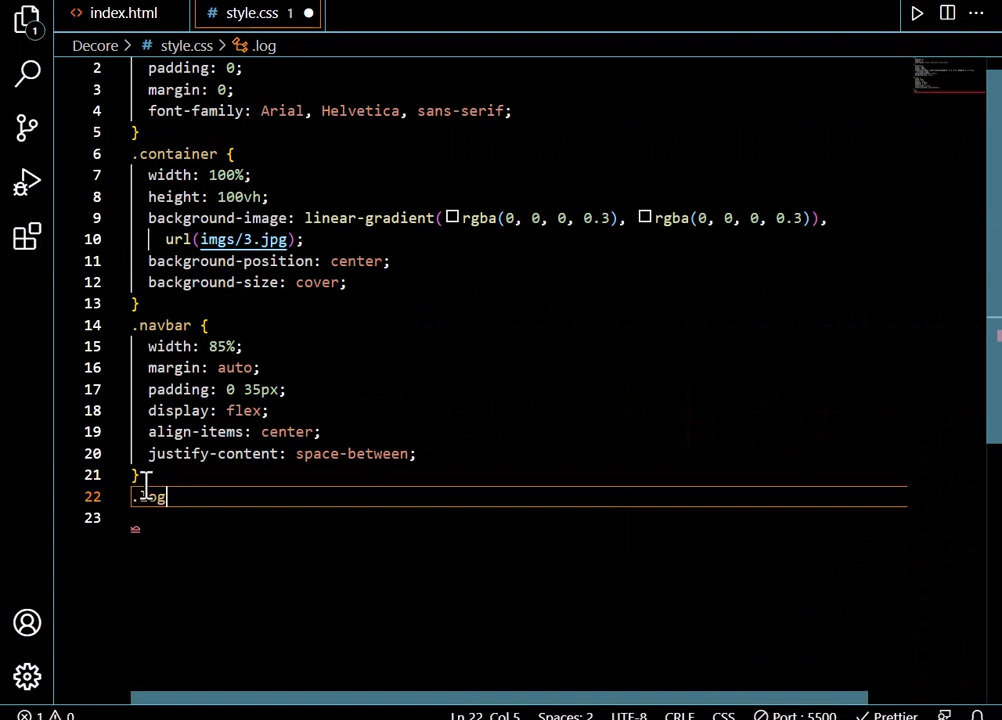 1
index.html
# style.css 1
Decore > # style.css > .log
2 padding: 0;
3 margin: 0;
4 font-family: Arial, Helvetica, sans-serif;
5 }
6 .container {
7 width: 100%;
8 height: 100vh;
9 background-image: linear-gradient(rgba(0, 0, 0, 0.3), rgba(0, 0, 0, 0.3)),
10 url(imgs/3.jpg);
11 background-position: center;
12 background-size: cover;
13 }
14 .navbar {
15 width: 85%;
16 margin: auto;
17 padding: 0 35px;
18 display: flex;
19 align-items: center;
20 justify-content: space-between;
21 }
22 .log
23
1 0 Ln 22, Col 5 Spaces: 2 UTF-8 CRLF CSS Port : 5500 Prettier